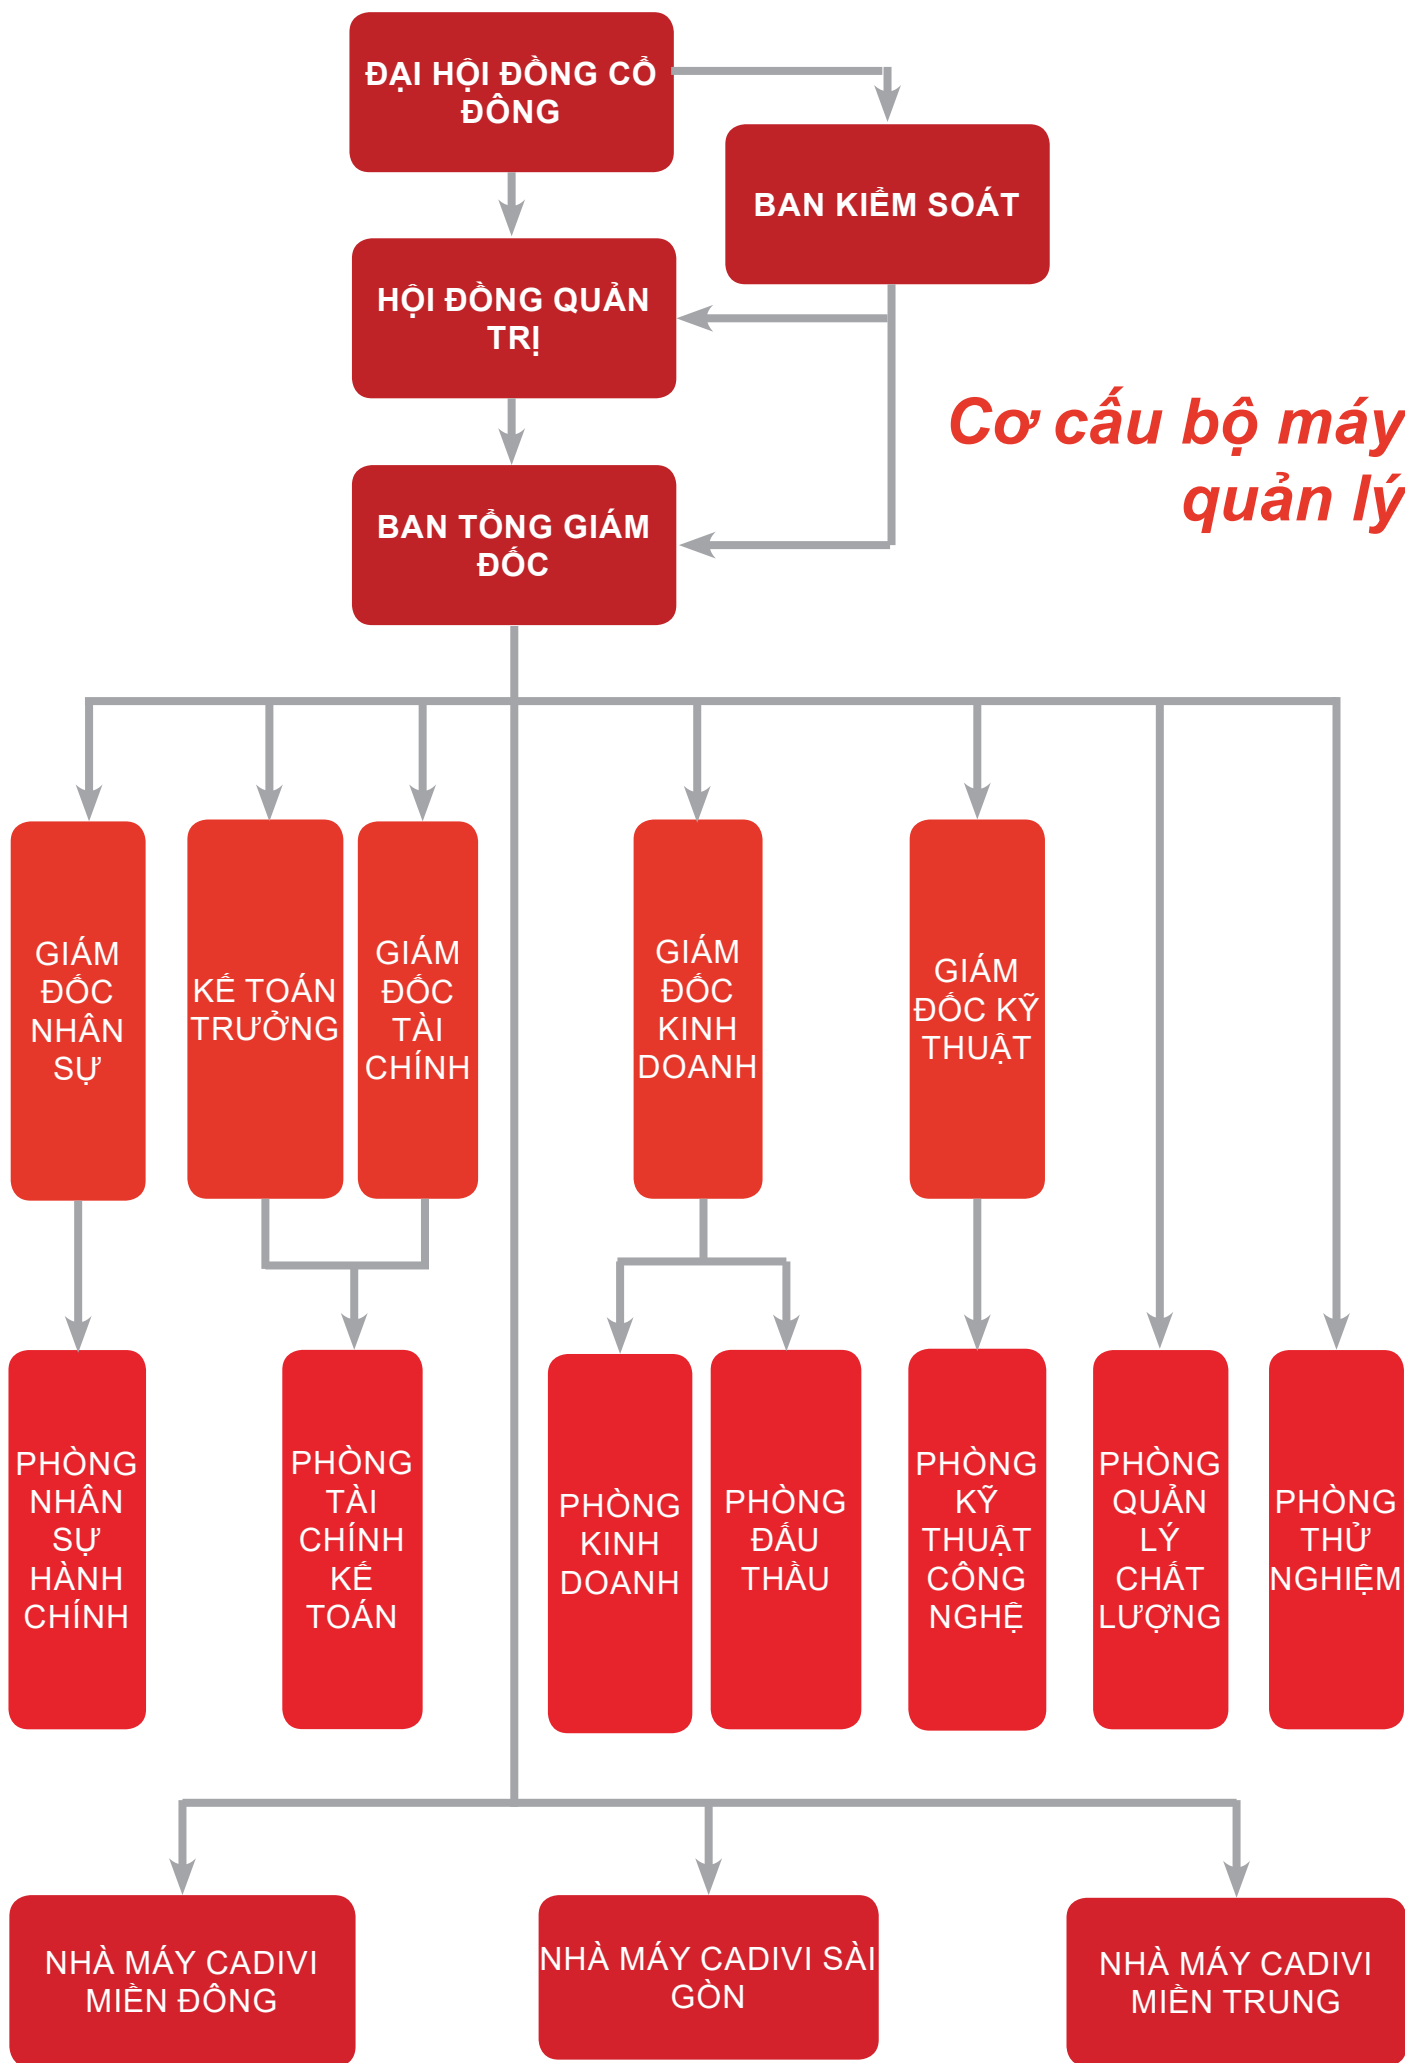 ĐẠI HỘI ĐỒNG CỔ
ĐÔNG
BAN KIỂM SOÁT
HỘI ĐỒNG QUẢN
TRỊ
Cơ cấu bộ máy
quản lý
BAN TỔNG GIÁM
ĐỐC
GIÁM
ĐỐC
NHÂN
SỰ
KẾ TOÁN
TRƯỞNG
GIÁM
ĐỐC
TÀI
CHÍNH
GIÁM
ĐỐC
KINH
DOANH
GIÁM
ĐỐC KỸ
THUẬT
PHÒNG
NHÂN
SỰ
HÀNH
CHÍNH
PHÒNG
TÀI
CHÍNH
KẾ
TOÁN
PHÒNG
KINH
DOANH
PHÒNG
ĐẤU
THẦU
PHÒNG
KỸ
THUẬT
CÔNG
NGHỆ
PHÒNG
QUẢN
LÝ
CHẤT
LƯỢNG
PHÒNG
THỬ
NGHIỆM
NHÀ MÁY CADIVI
MIỀN ĐÔNG
NHÀ MÁY CADIVI SÀI
GÒN
NHÀ MÁY CADIVI
MIỀN TRUNG